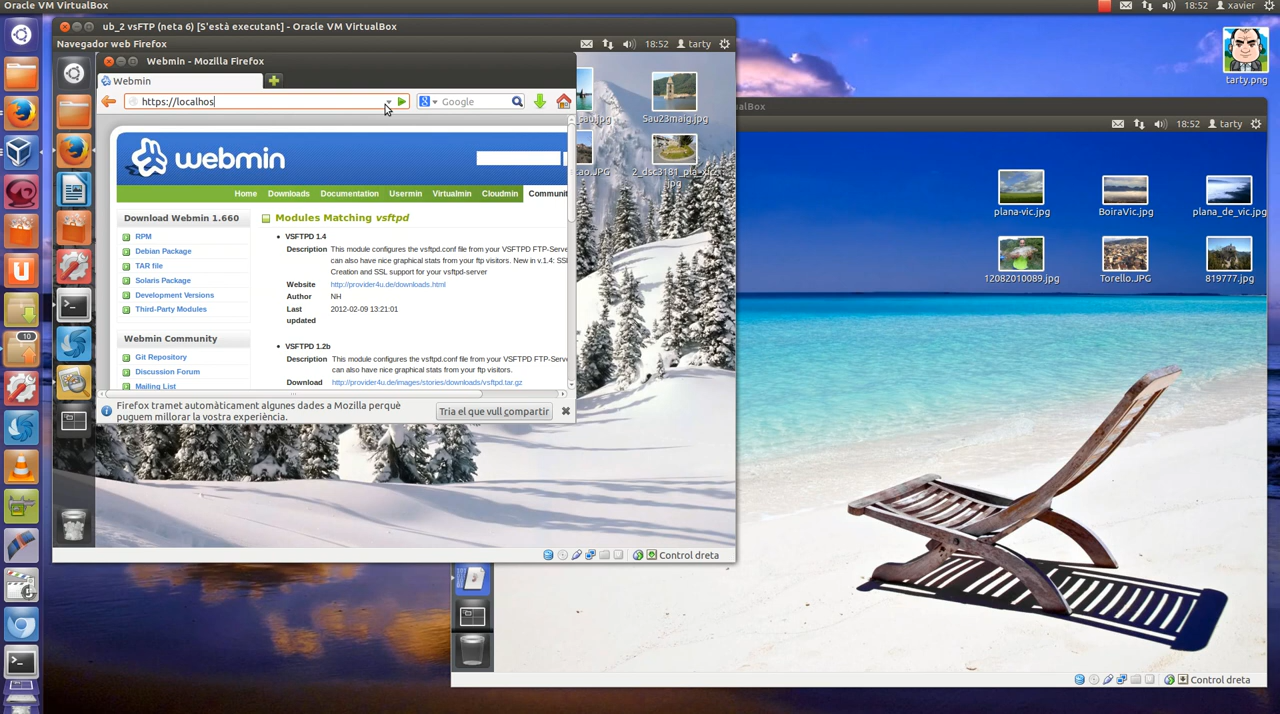 Oracle VM VirtualBox
18:52 xavier
ub_2 vsFTP (neta 6) [S'està executant] - Oracle VM VirtualBox
Navegador web Firefox
18:52 tarty
Webmin - Mozilla Firefox
Webmin
https://localhos
Google
webmin
Home Downloads Documentation Usermin Virtualmin Cloudmin Communi
Download Webmin 1.660
RPM
Debian Package
TAR file
Solaris Package
Development Versions
Third-Party Modules
Webmin Community
Git Repository
Discussion Forum
Mailing List
Modules Matching vsftpd
VSFTPD 1.4
Description This module configures the vsftpd.conf file from your VSFTPD FTP-Serve
can also have nice graphical stats from your ftp visitors. New in v.1.4: SSL
Creation and SSL support for your vsftpd-server
Website http://provider4u.de/downloads.html
Author NH
Last 2012-02-09 13:21:01
updated
VSFTPD 1.2b
Description This module configures the vsftpd.conf file from your VSFTPD FTP-Serve
can also have nice graphical stats from your ftp visitors.
Download http://provider4u.de/images/stories/downloads/vsftpd.tar.gz
Firefox tramet automàticament algunes dades a Mozilla perquè
puguem millorar la vostra experiència.
Tria el que vull compartir
Sau23maig.jpg
cao.JPG
2_dsc3181_pla-vic.
jpg
Control dreta
10
tarty.png
ualBox
18:52 tarty
plana-vic.jpg
BoiraVic.jpg
plana_de_vic.jpg
12082010089.jpg
Torello.JPG
819777.jpg
Control dreta